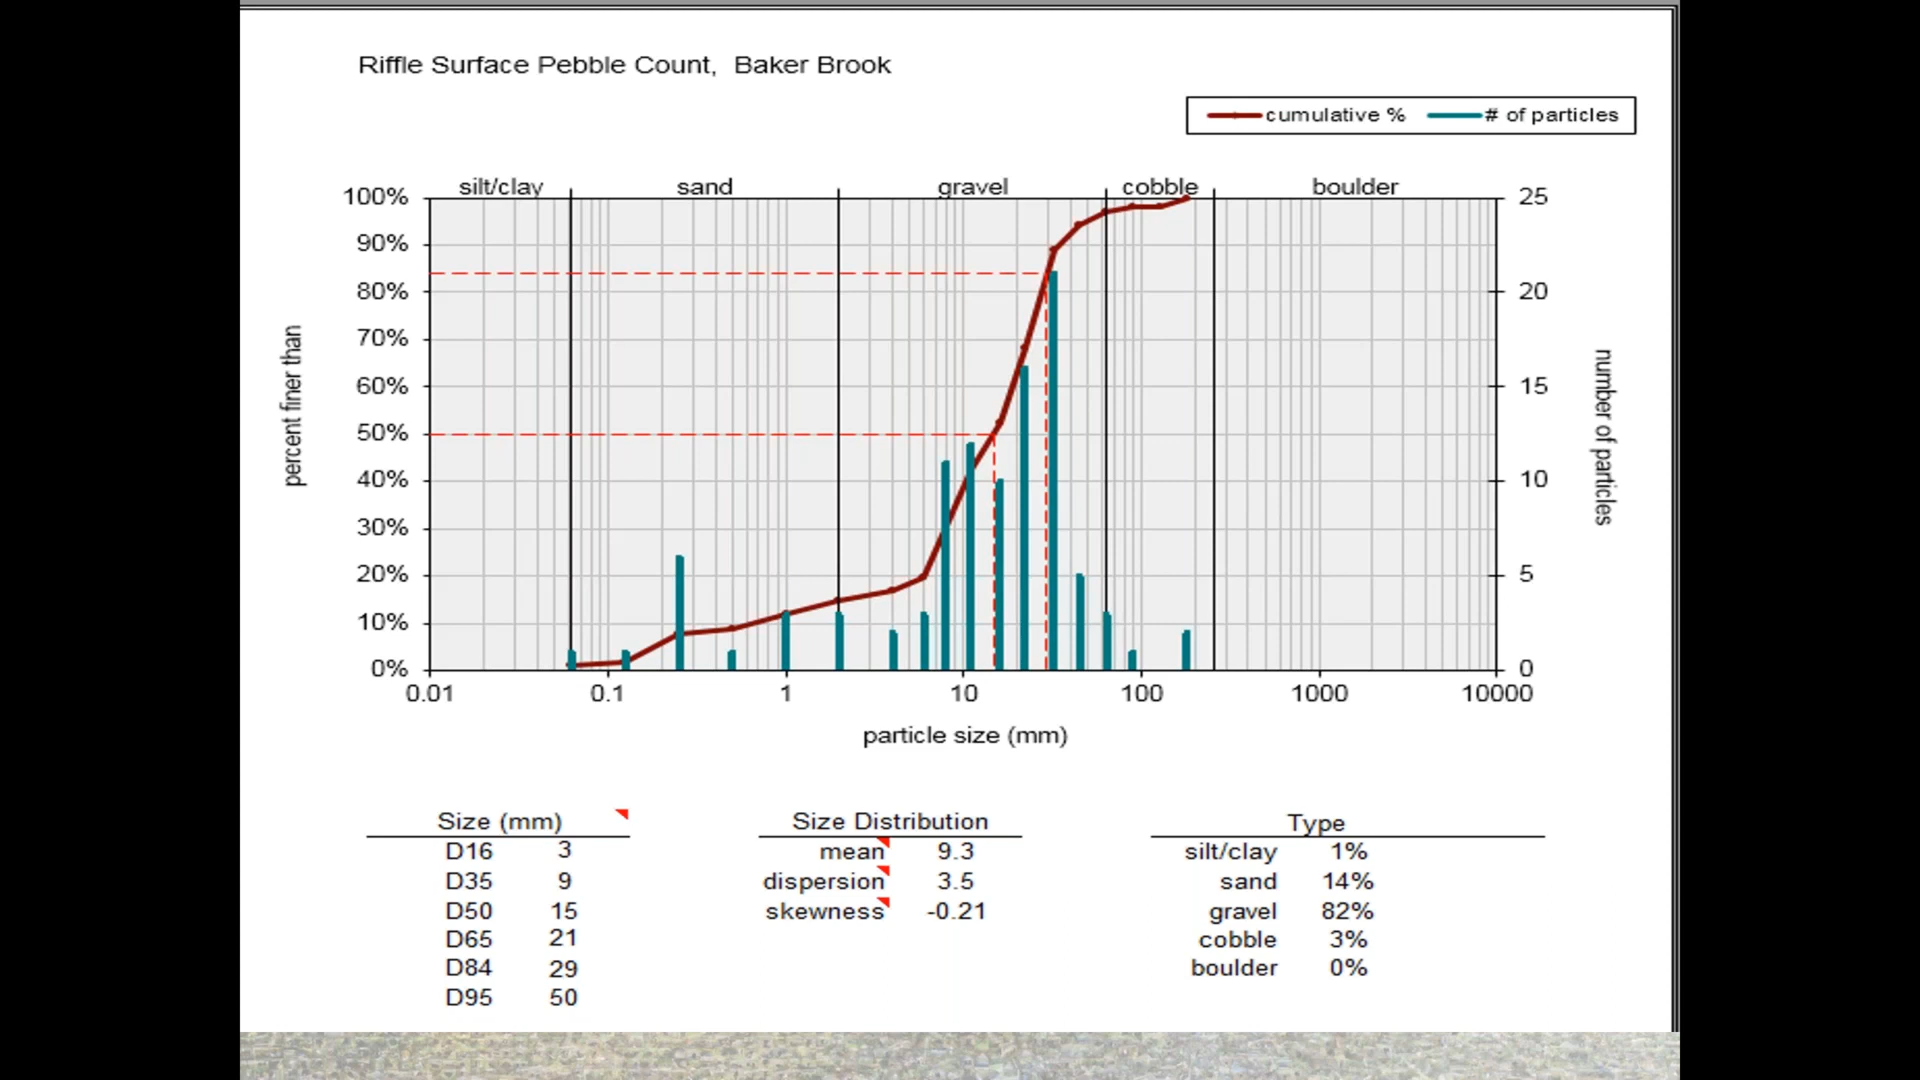 Riffle Surface Pebble Count, Baker Brook
cumulative % # of particles
silt/clay sand gravel cobble boulder
100% 25
90%
80% 20
70%
60% 15
50%
40% 10
30%
20% 5
10%
0% 0
percent finer than
number of particles
0.01 0.1 1 10 100 1000 10000
particle size (mm)
Size (mm)
D16 3
D35 9
D50 15
D65 21
D84 29
D95 50
Size Distribution
mean 9.3
dispersion 3.5
skewness -0.21
Type
silt/clay 1%
sand 14%
gravel 82%
cobble 3%
boulder 0%